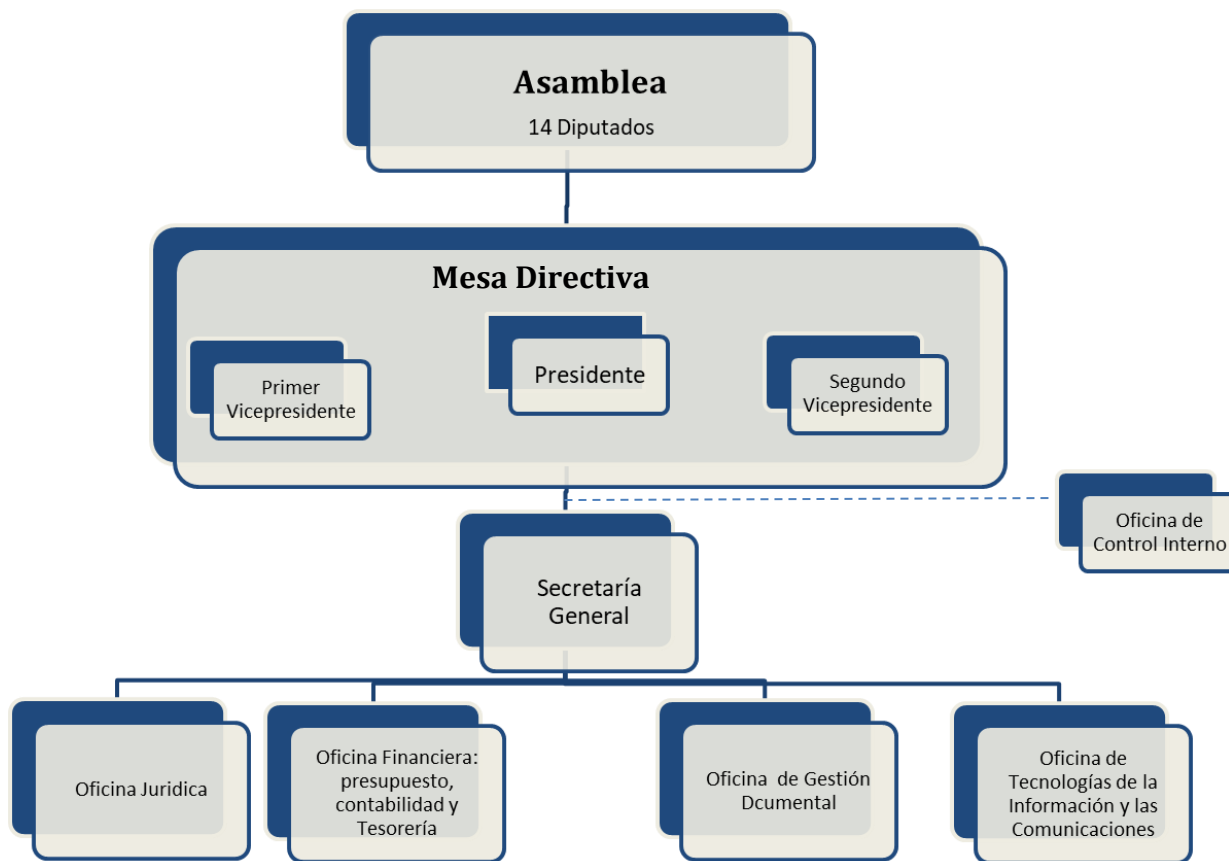 Asamblea
14 Diputados
Mesa Directiva
Primer
Vicepresidente
Presidente
Segundo
Vicepresidente
Oficina de
Control Interno
Secretaría
General
Oficina Juridica
Oficina Financiera:
presupuesto,
contabilidad y
Tesorería
Oficina de Gestión
Dcumental
Oficina de
Tecnologías de la
Información y las
Comunicaciones